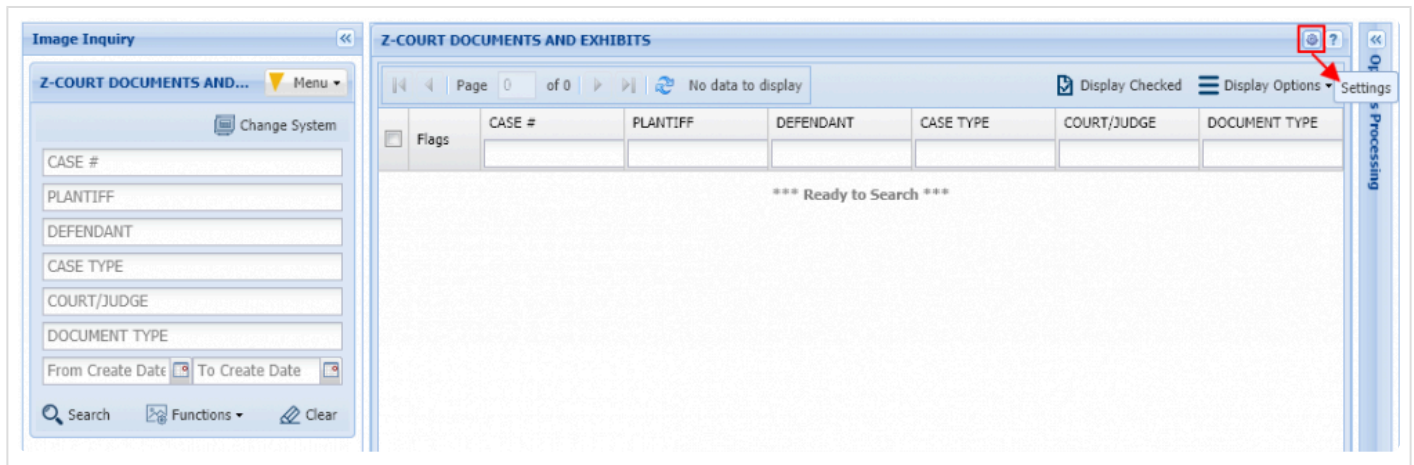 Image Inquiry
Z-COURT DOCUMENTS AND... Menu
Change System
CASE #
PLANTIFF
DEFENDANT
CASE TYPE
COURT/JUDGE
DOCUMENT TYPE
From Create Date To Create Date
Search Functions Clear
Z-COURT DOCUMENTS AND EXHIBITS ?
Page 0 of 0 No data to display Display Checked Display Options
Settings
Flags CASE # PLANTIFF DEFENDANT CASE TYPE COURT/JUDGE DOCUMENT TYPE
*** Ready to Search ***
Processing